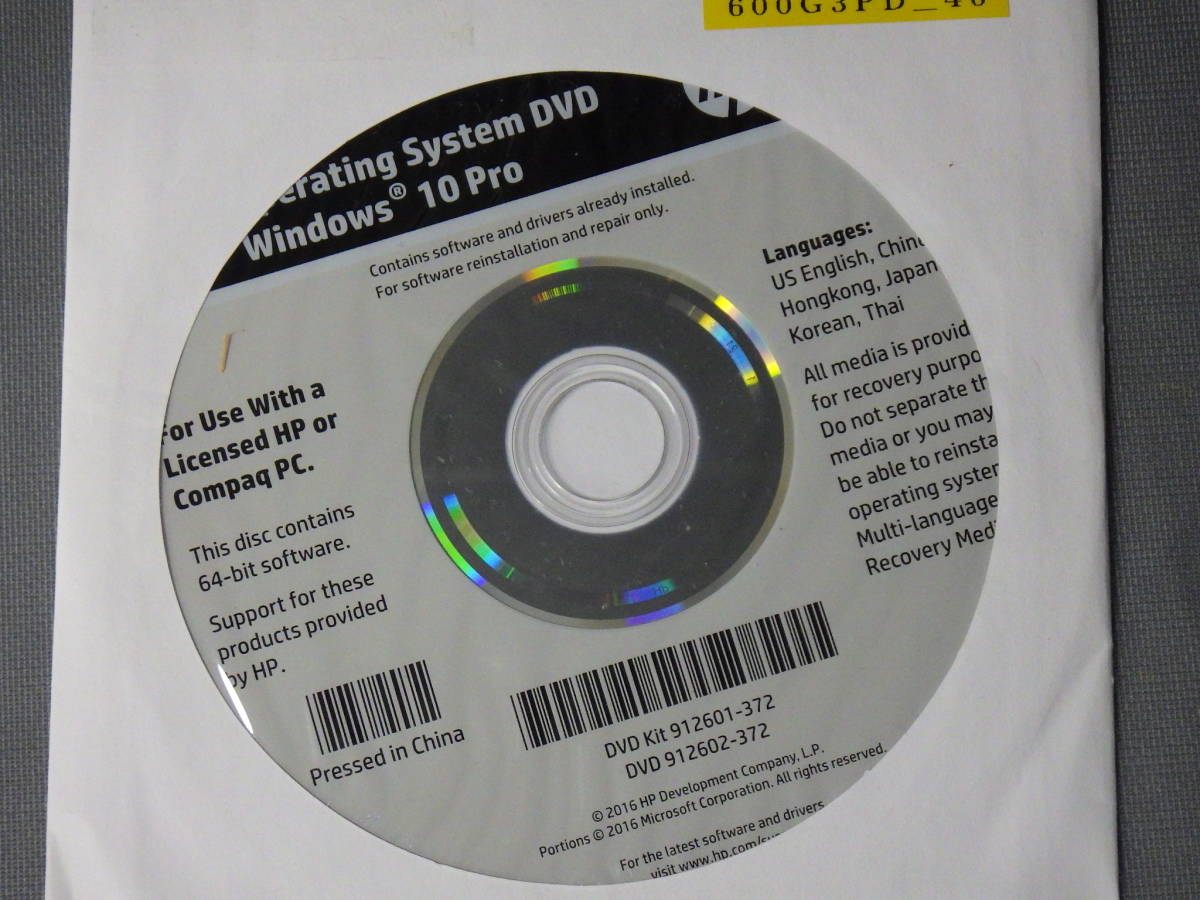 600G3PD_46
hp
perating System DVD
Windows® 10 Pro
Contains software and drivers already installed.
For software reinstallation and repair only.
Languages:
US English, Chine
Hongkong, Japan
Korean, Thai
All media is provid
for recovery purpo
Do not separate th
media or you may
be able to reinsta
operating system
Multi-language
Recovery Med
For Use With a
Licensed HP or
Compaq PC.
This disc contains
64-bit software.
Support for these
products provided
by HP.
Pressed in China
DVD Kit 912601-372
DVD 912602-372
© 2016 HP Development Company, L.P.
Portions © 2016 Microsoft Corporation. All rights reserved.
For the latest software and drivers
visit www.hp.com/su